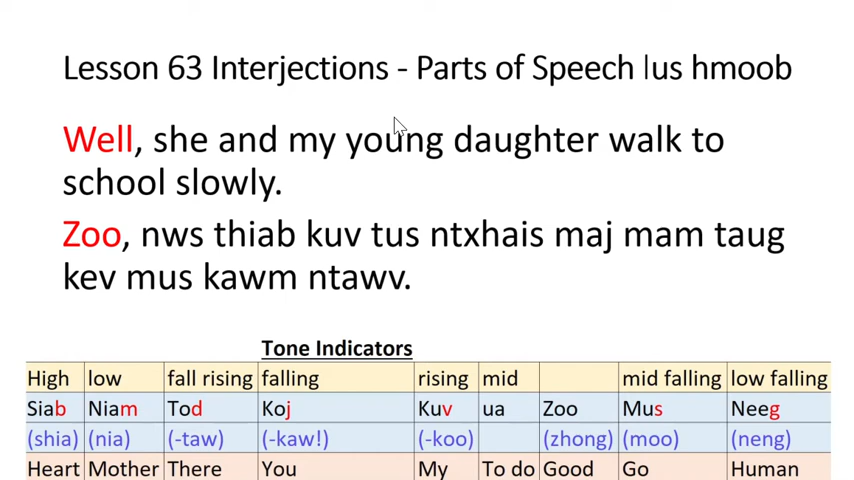 Lesson 63 Interjections - Parts of Speech lus hmoob
Well, she and my young daughter walk to
school slowly.
Zoo, nws thiab kuv tus ntxhais maj mam taug
kev mus kawm ntawv.
Tone Indicators
High low fall rising falling rising mid mid falling low falling
Siab Niam Tod Koj Kuv ua Zoo Mus Neeg
(shia) (nia) (-taw) (-kaw!) (-koo) (zhong) (moo) (neng)
Heart Mother There You My To do Good Go Human